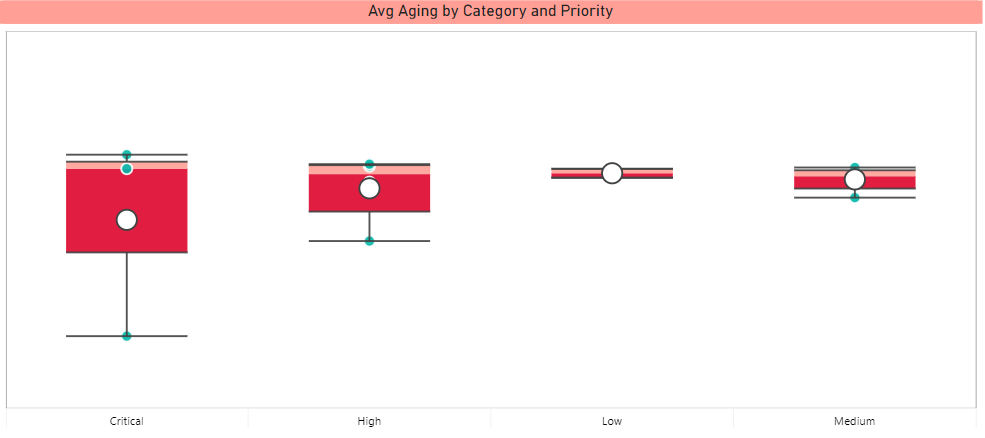 Avg Aging by Category and Priority
Critical
High
Low
Medium